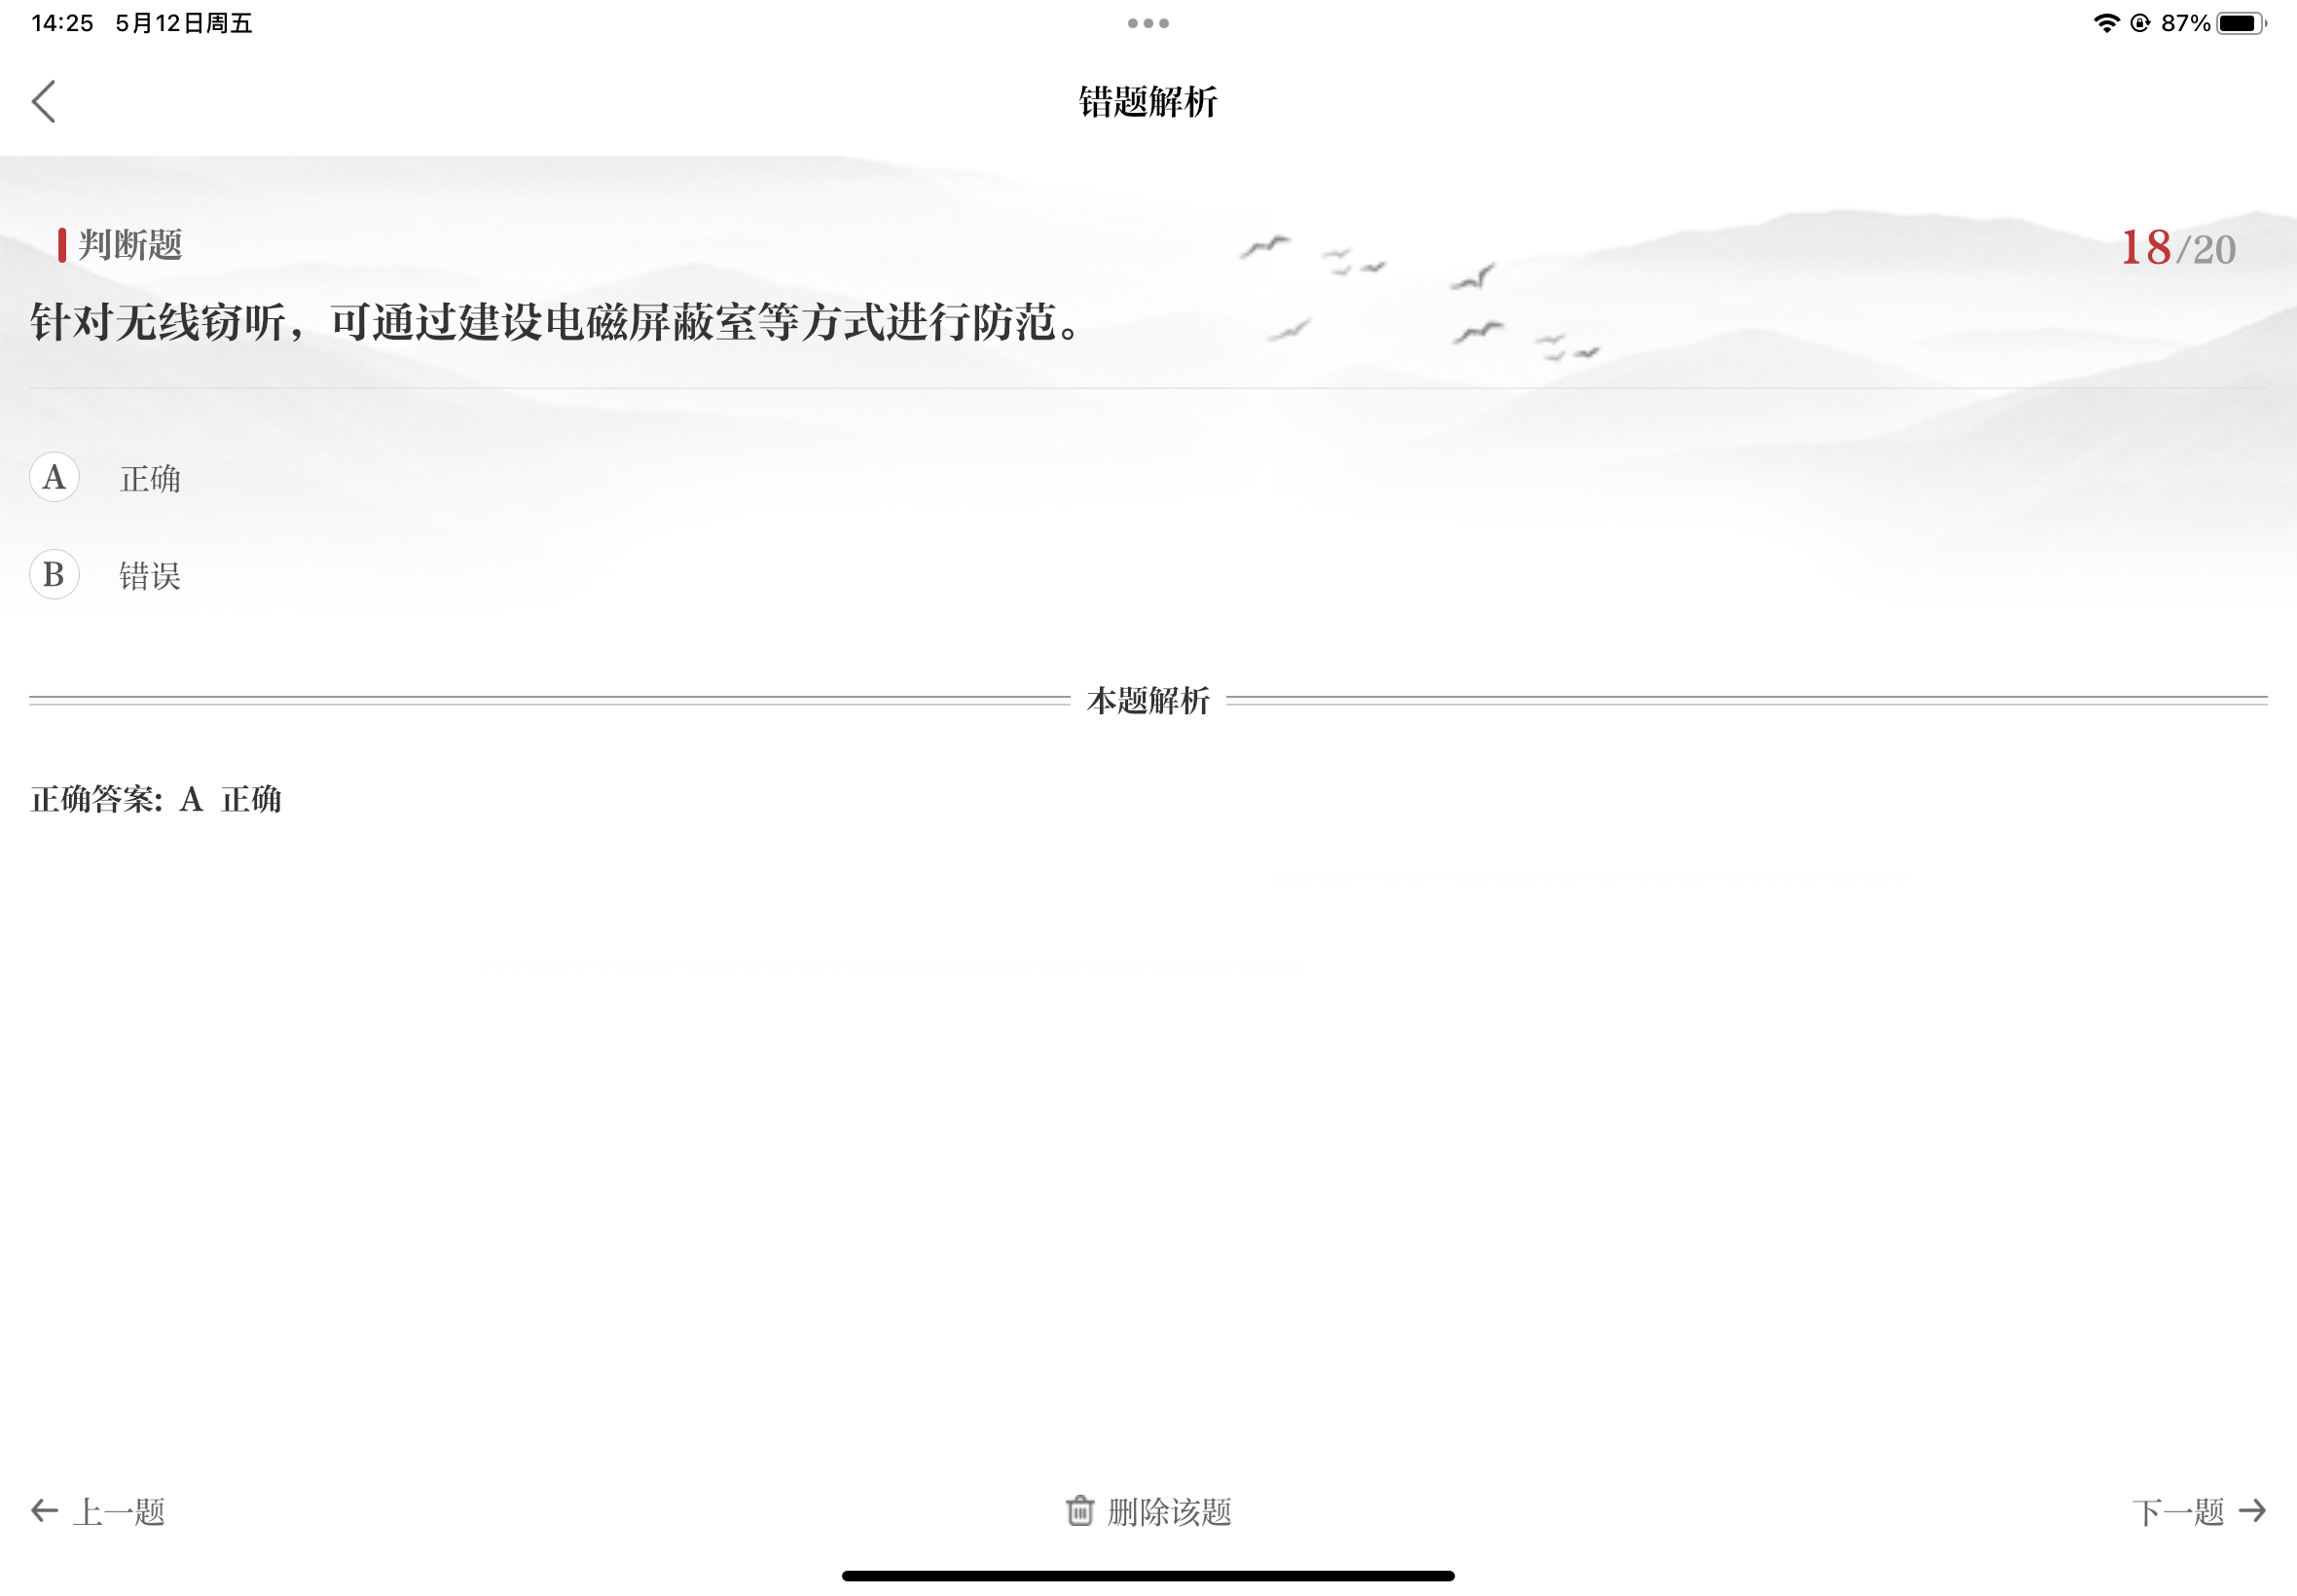 14:25 5月12日周五
87%
错题解析
判断题
18/20
针对无线窃听，可通过建设电磁屏蔽室等方式进行防范。
A 正确
B 错误
本题解析
正确答案: A 正确
上一题
删除该题
下一题